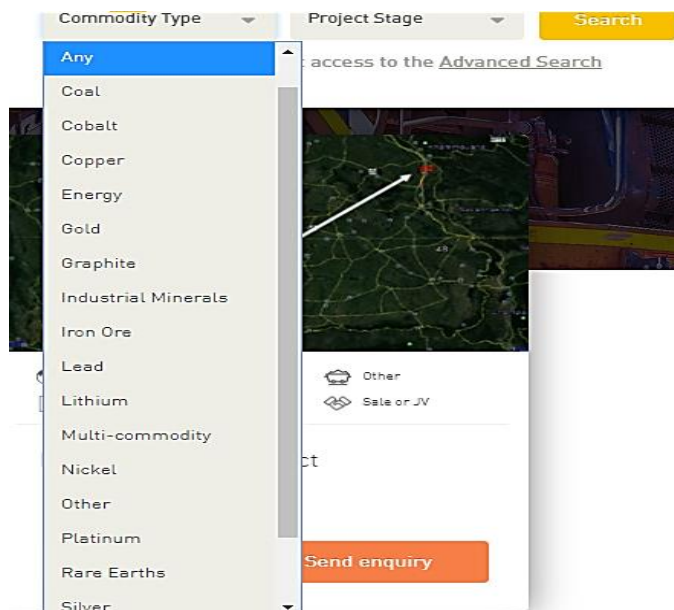 Commodity Type
Project Stage
Search
Any
access to the Advanced Search
Coal
Cobalt
Copper
Energy
Gold
Graphite
Industrial Minerals
Iron Ore
Lead
Other
Lithium
Sale or JV
Multi-commodity
Nickel
ct
Other
Platinum
Send enquiry
Rare Earths
Silver